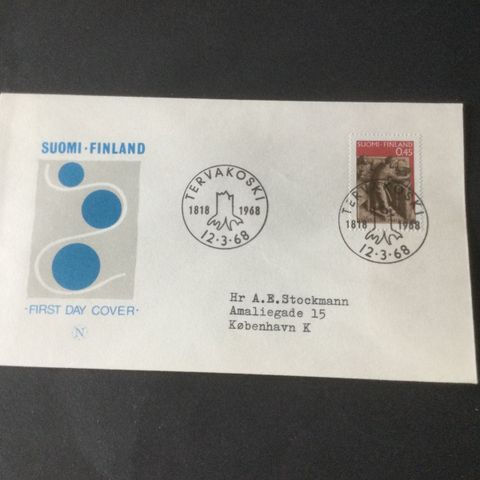 SUOMI·FINLAND
·FIRST DAY COVER·
N
TERVAKOSKI
1818 1968
12·3·68
SUOMI-FINLAND
0,45
TERVAKOSKI
1818 1968
12·3·68
Hr A.E.Stockmann
Amaliegade 15
København K